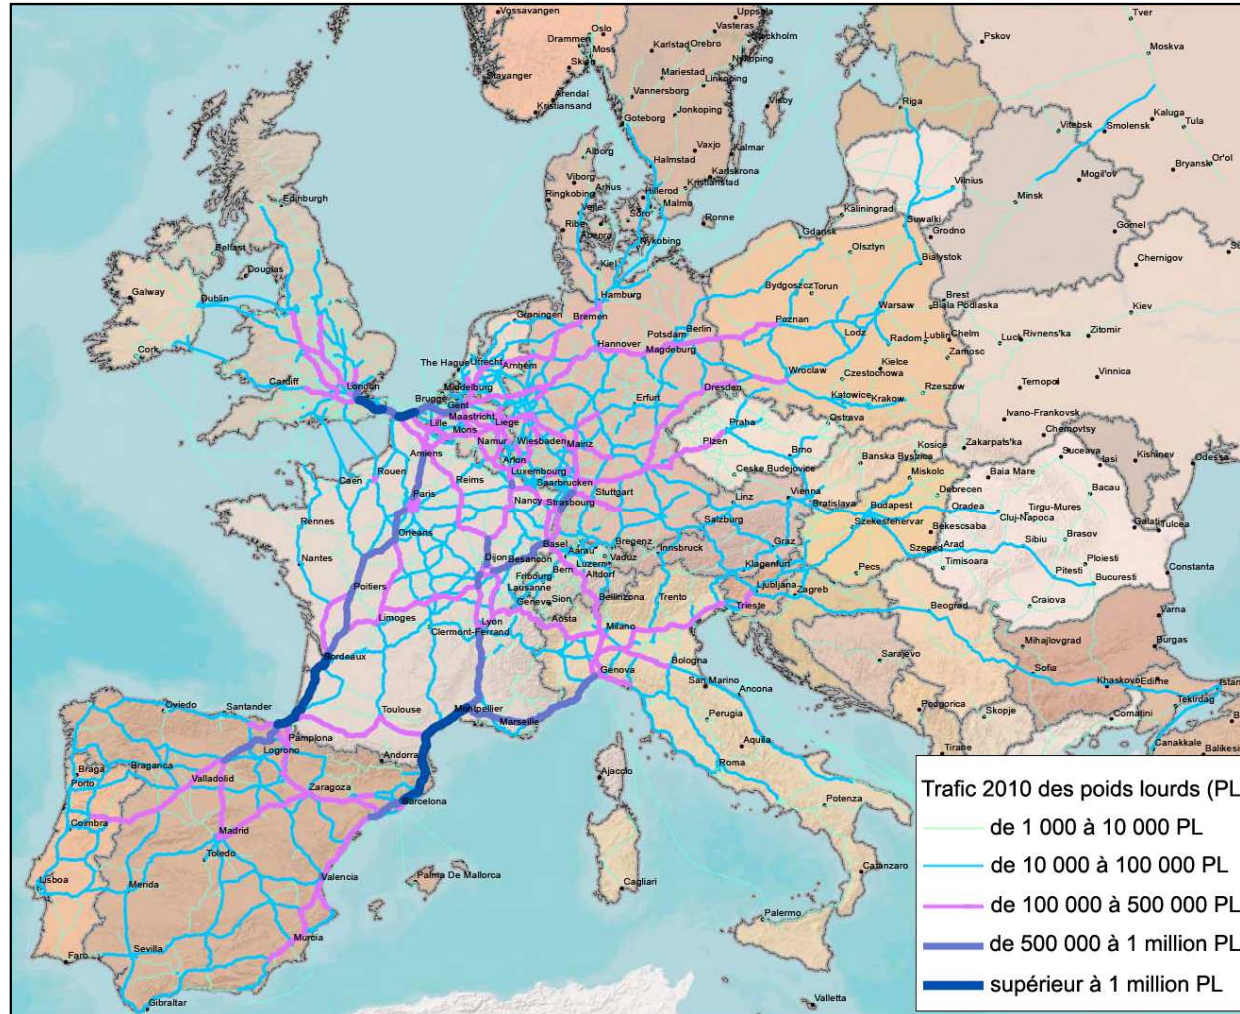 Tver
Uppsala
Vossavangen
Oslo
Vasteras
Stockholm
Pskov
Drammen
Moss
Karlstad
Orebro
Moskva
Skien
Nykoping
Stavanger
Mariestad
Linkoping
Arendal
Vannersborg
Visby
Kristiansand
Jonkoping
Riga
Kaluga
Goteborg
Vitebsk
Smolensk
Tula
Alborg
Vaxjo
Kalmar
Halmstad
Or'ol
Bryansk
Viborg
Karlskrona
Vilnius
Mogil'ov
Ringkobing
Arhus
Hillerod
Kristianstad
Minsk
Edinburgh
Vejle
Malmo
Kaliningrad
Ribe
Soro
Ronne
Suwalki
Gomel
Abenra
Gdansk
Grodno
Belfast
Nykobing
Olsztyn
Bialystok
Chernigov
Douglas
Kiel
Galway
Hamburg
Bydgoszcz
Torun
Brest
Dublin
Groningen
Bremen
Warsaw
Biala Podlaska
Kiev
Potsdam
Berlin
Poznan
Lodz
Lublin
Chelm
Luck
Rivnens'ka
Zitomir
Cork
Hannover
Magdeburg
Radom
Zamosc
The Hague
Utrecht
Arnhem
Kielce
Wroclaw
Czestochowa
Vinnica
Cardiff
London
Middelburg
Dresden
Ternopol
Brugge
Gent
Erfurt
Katowice
Krakow
Rzeszow
Maastricht
Lille
Mons
Liege
Praha
Ostrava
Ivano-Frankovsk
Namur
Wiesbaden
Mainz
Plzen
Chernovtsy
Amiens
Arlon
Brno
Kosice
Zakarpats'ka
Rouen
Luxembourg
Banska Bystrica
Suceava
Iasi
Kishinev
Odessa
Caen
Reims
Saarbrucken
Ceske Budejovice
Miskolc
Baia Mare
Paris
Nancy
Stuttgart
Linz
Vienna
Debrecen
Bacau
Strasbourg
Bratislava
Budapest
Oradea
Tirgu-Mures
Rennes
Salzburg
Szekesfehervar
Cluj-Napoca
Orleans
Basel
Bekescsaba
Galati
Tulcea
Nantes
Dijon
Besancon
Aarau
Bregenz
Innsbruck
Graz
Szeged
Arad
Sibiu
Brasov
Bern
Luzern
Vaduz
Klagenfurt
Pecs
Timisoara
Pitesti
Ploiesti
Fribourg
Altdorf
Bucuresti
Constanta
Poitiers
Lausanne
Bellinzona
Trento
Ljubljana
Zagreb
Geneve
Sion
Trieste
Beograd
Craiova
Limoges
Lyon
Aosta
Milano
Varna
Clermont-Ferrand
Mihajlovgrad
Burgas
Bordeaux
Genova
Bologna
Sarajevo
Sofia
San Marino
Khaskovo
Edirne
Istan
Oviedo
Santander
Toulouse
Montpellier
Ancona
Podgorica
Tekirdag
Marseille
Perugia
Skopje
Comatini
Pamplona
Logrono
Andorra
Aquila
Tirane
Canakkale
Balikesi
Braga
Braganca
Valladolid
Ajaccio
Roma
Porto
Zaragoza
Barcelona
Potenza
Coimbra
Madrid
Toledo
Lisboa
Merida
Valencia
Palma De Mallorca
Cagliari
Catanzaro
Murcia
Palermo
Faro
Sevilla
Gibraltar
Valletta
Trafic 2010 des poids lourds (PL
de 1 000 à 10 000 PL
de 10 000 à 100 000 PL
de 100 000 à 500 000 PL
de 500 000 à 1 million PL
supérieur à 1 million PL